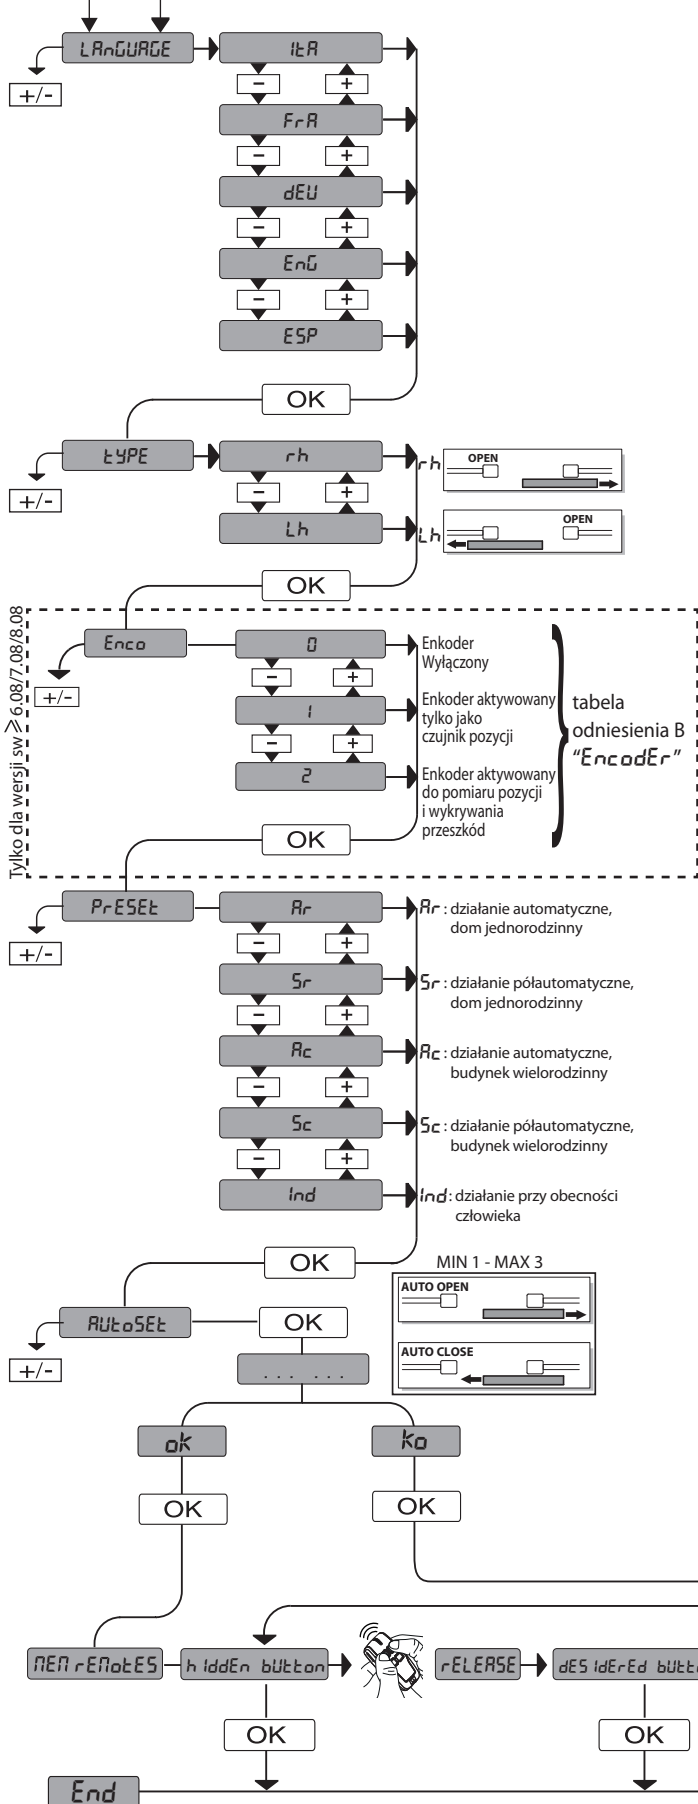 LAnGUAGE
ItA
+/-
- +
FrA
- +
dEU
- +
EnG
- +
ESP
OK
tYPE
rh
rh
OPEN
+/-
- +
Lh
Lh
OPEN
OK
Tylko dla wersji sw ⩾ 6.08/7.08/8.08
Enco
0
Enkoder
Wyłączony
+/-
- +
1
Enkoder aktywowany
tylko jako
czujnik pozycji
- +
2
Enkoder aktywowany
do pomiaru pozycji
i wykrywania
przeszkód
tabela
odniesienia B
“EncodEr”
OK
PrESEt
Ar
Ar : działanie automatyczne,
dom jednorodzinny
+/-
- +
Sr
Sr : działanie półautomatyczne,
dom jednorodzinny
- +
Ac
Ac : działanie automatyczne,
budynek wielorodzinny
- +
Sc
Sc : działanie półautomatyczne,
budynek wielorodzinny
- +
Ind
Ind : działanie przy obecności
człowieka
OK
MIN 1 - MAX 3
AUTO OPEN
AUTO CLOSE
AUtoSEt
OK
+/-
. . . . . .
ok
Ko
OK
OK
MEM rEMotES
hIddEn bUtton
rELEASE
dESIdErEd bUtt
OK
OK
End